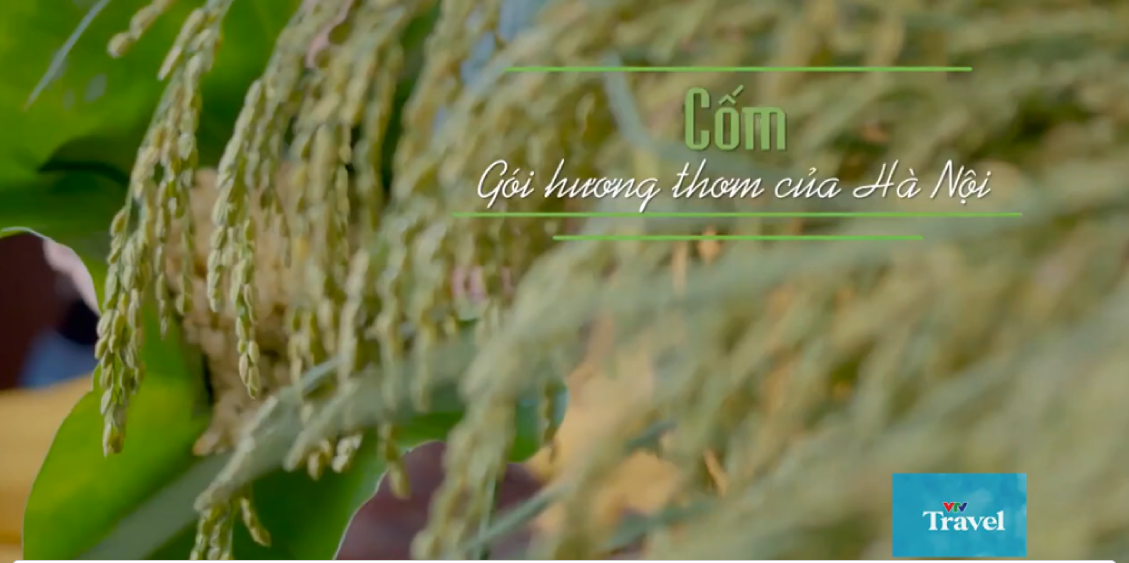 Cốm
Gói hương thơm của Hà Nội
VTV
Travel